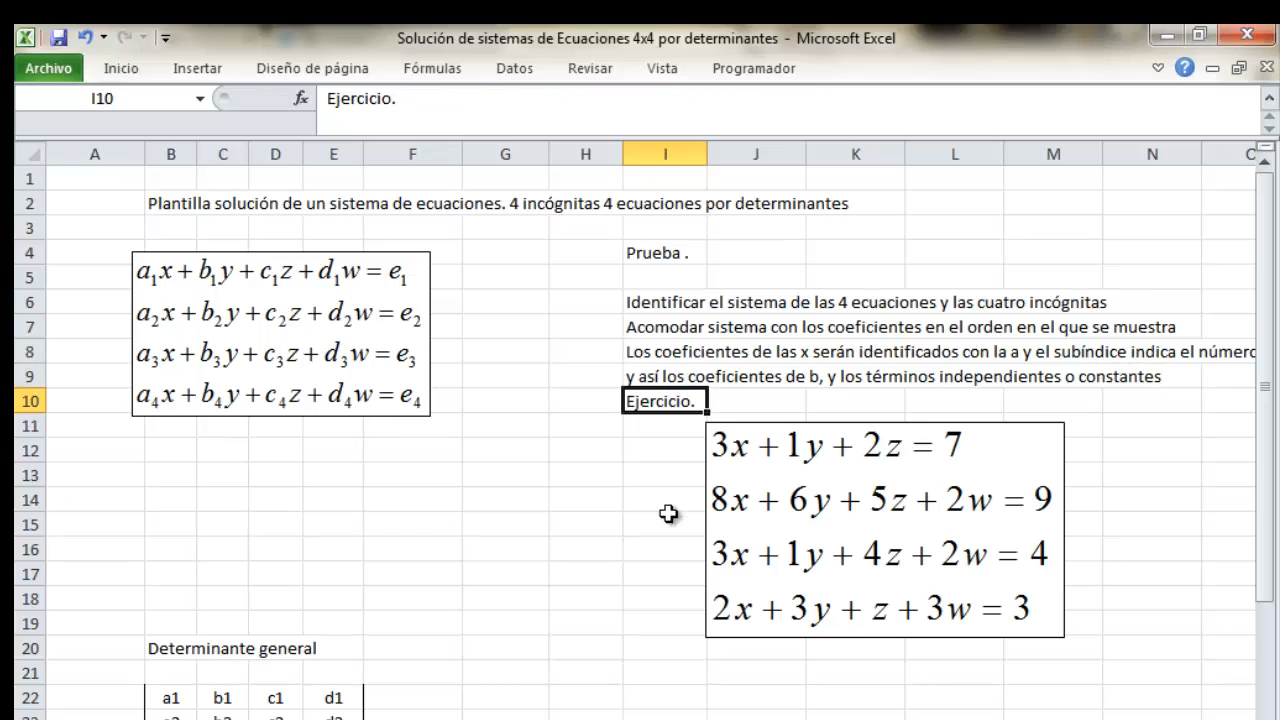 Solución de sistemas de Ecuaciones 4x4 por determinantes - Microsoft Excel
Archivo Inicio Insertar Diseño de página Fórmulas Datos Revisar Vista Programador
I10 fx Ejercicio.
A B C D E F G H I J K L M N
1
2 Plantilla solución de un sistema de ecuaciones. 4 incógnitas 4 ecuaciones por determinantes
3
4 Prueba .
a₁x + b₁y + c₁z + d₁w = e₁
5
a₂x + b₂y + c₂z + d₂w = e₂
6 Identificar el sistema de las 4 ecuaciones y las cuatro incógnitas
7 Acomodar sistema con los coeficientes en el orden en el que se muestra
a₃x + b₃y + c₃z + d₃w = e₃
8 Los coeficientes de las x serán identificados con la a y el subíndice indica el número
9 y así los coeficientes de b, y los términos independientes o constantes
a₄x + b₄y + c₄z + d₄w = e₄
10 Ejercicio.
11
12 3x + 1y + 2z = 7
13
14 8x + 6y + 5z + 2w = 9
15
16 3x + 1y + 4z + 2w = 4
17
18 2x + 3y + z + 3w = 3
19
20 Determinante general
21
22 a1 b1 c1 d1